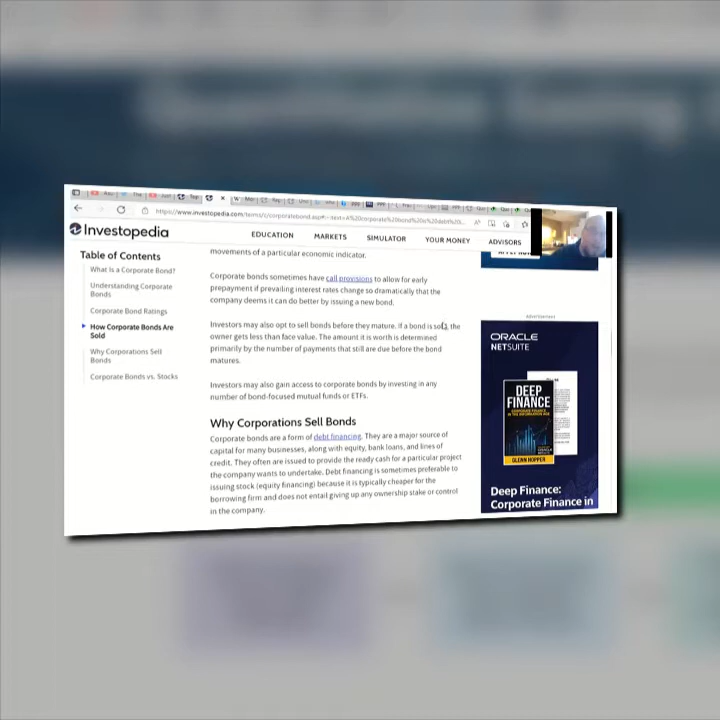 Investopedia
EDUCATION MARKETS SIMULATOR YOUR MONEY ADVISORS
Table of Contents
What Is a Corporate Bond?
Understanding Corporate
Bonds
Corporate Bond Ratings
How Corporate Bonds Are
Sold
Why Corporations Sell
Bonds
Corporate Bonds vs. Stocks
movements of a particular economic indicator.
Corporate bonds sometimes have call provisions to allow for early
prepayment if prevailing interest rates change so dramatically that the
company deems it can do better by issuing a new bond.
Investors may also opt to sell bonds before they mature. If a bond is sold, the
owner gets less than face value. The amount it is worth is determined
primarily by the number of payments that still are due before the bond
matures.
Investors may also gain access to corporate bonds by investing in any
number of bond-focused mutual funds or ETFs.
Why Corporations Sell Bonds
Corporate bonds are a form of debt financing. They are a major source of
capital for many businesses, along with equity, bank loans, and lines of
credit. They often are issued to provide the ready cash for a particular project
the company wants to undertake. Debt financing is sometimes preferable to
issuing stock (equity financing) because it is typically cheaper for the
borrowing firm and does not entail giving up any ownership stake or control
in the company.
Advertisement
ORACLE
NETSUITE
DEEP
FINANCE
CORPORATE FINANCE
IN THE INFORMATION AGE
GLENN HOPPER
Deep Finance:
Corporate Finance in